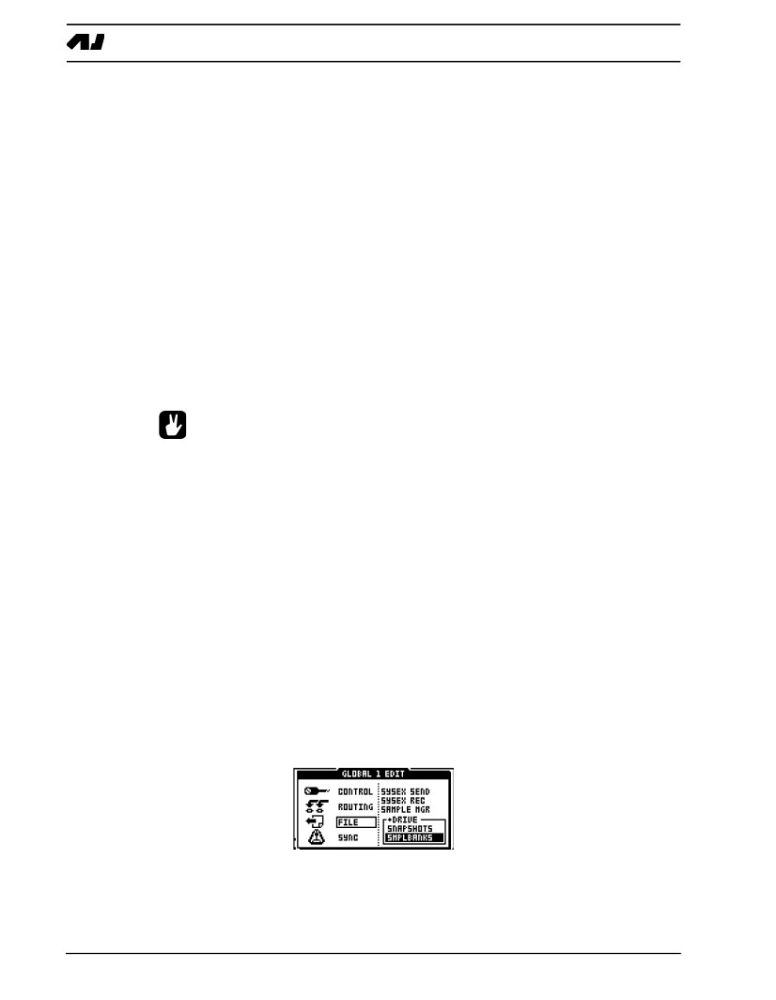 GLOBAL 1 EDIT
CONTROL
ROUTING
FILE
SYNC
SYSEX SEND
SYSEX REC
SAMPLE MGR
+DRIVE
SNAPSHOTS
SMPLBANKS